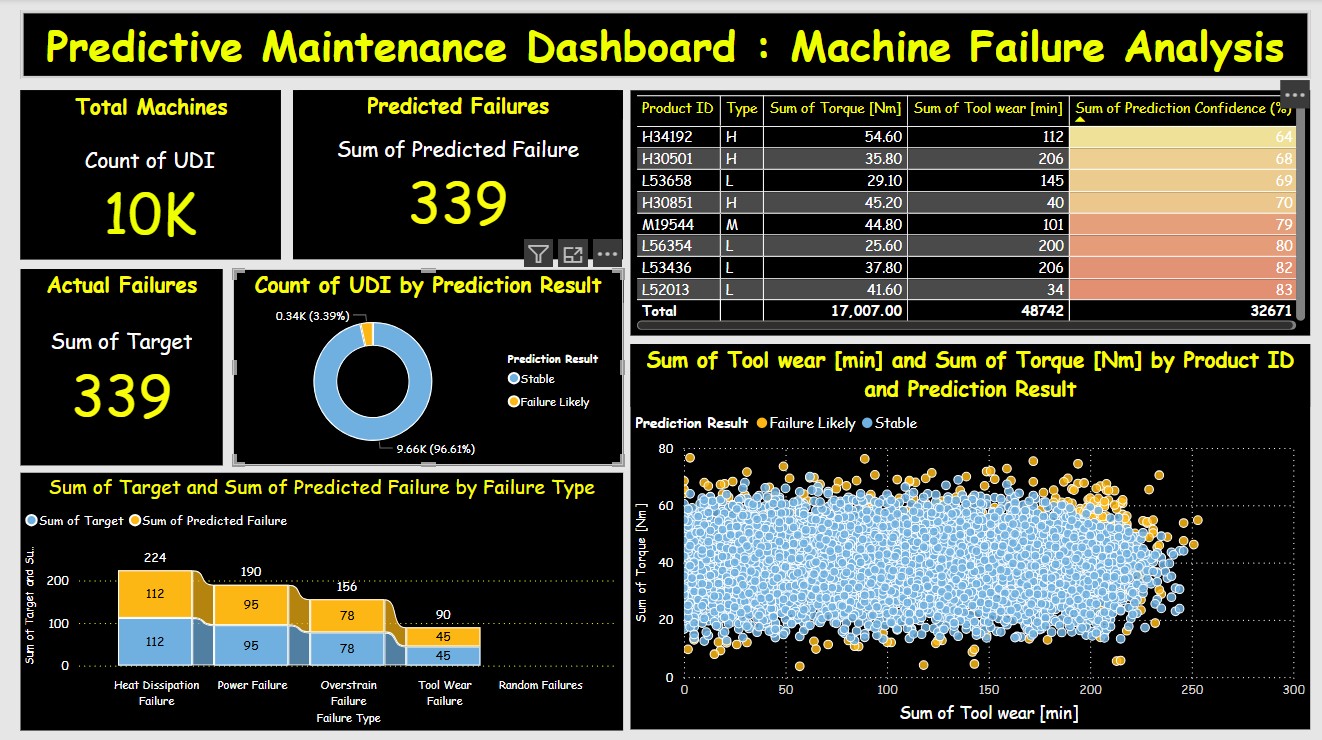 Predictive Maintenance Dashboard : Machine Failure Analysis
Total Machines
Count of UDI
10K
Predicted Failures
Sum of Predicted Failure
339
Product ID Type Sum of Torque [Nm] Sum of Tool wear [min] Sum of Prediction Confidence (%)
H34192 H 54.60 112 64
H30501 H 35.80 206 68
L53658 L 29.10 145 69
H30851 H 45.20 40 70
M19544 M 44.80 101 79
L56354 L 25.60 200 80
L53436 L 37.80 206 82
L52013 L 41.60 34 83
Total 17,007.00 48742 32671
Actual Failures
Sum of Target
339
Count of UDI by Prediction Result
0.34K (3.39%)
9.66K (96.61%)
Prediction Result
Stable
Failure Likely
Sum of Target and Sum of Predicted Failure by Failure Type
Sum of Target Sum of Predicted Failure
Sum of Target and Su...
200
100
0
224
112
112
190
95
95
156
78
78
90
45
45
Heat Dissipation
Failure
Power Failure
Overstrain
Failure
Tool Wear
Failure
Random Failures
Failure Type
Sum of Tool wear [min] and Sum of Torque [Nm] by Product ID
and Prediction Result
Prediction Result Failure Likely Stable
Sum of Torque [Nm]
80
60
40
20
0
0 50 100 150 200 250 300
Sum of Tool wear [min]